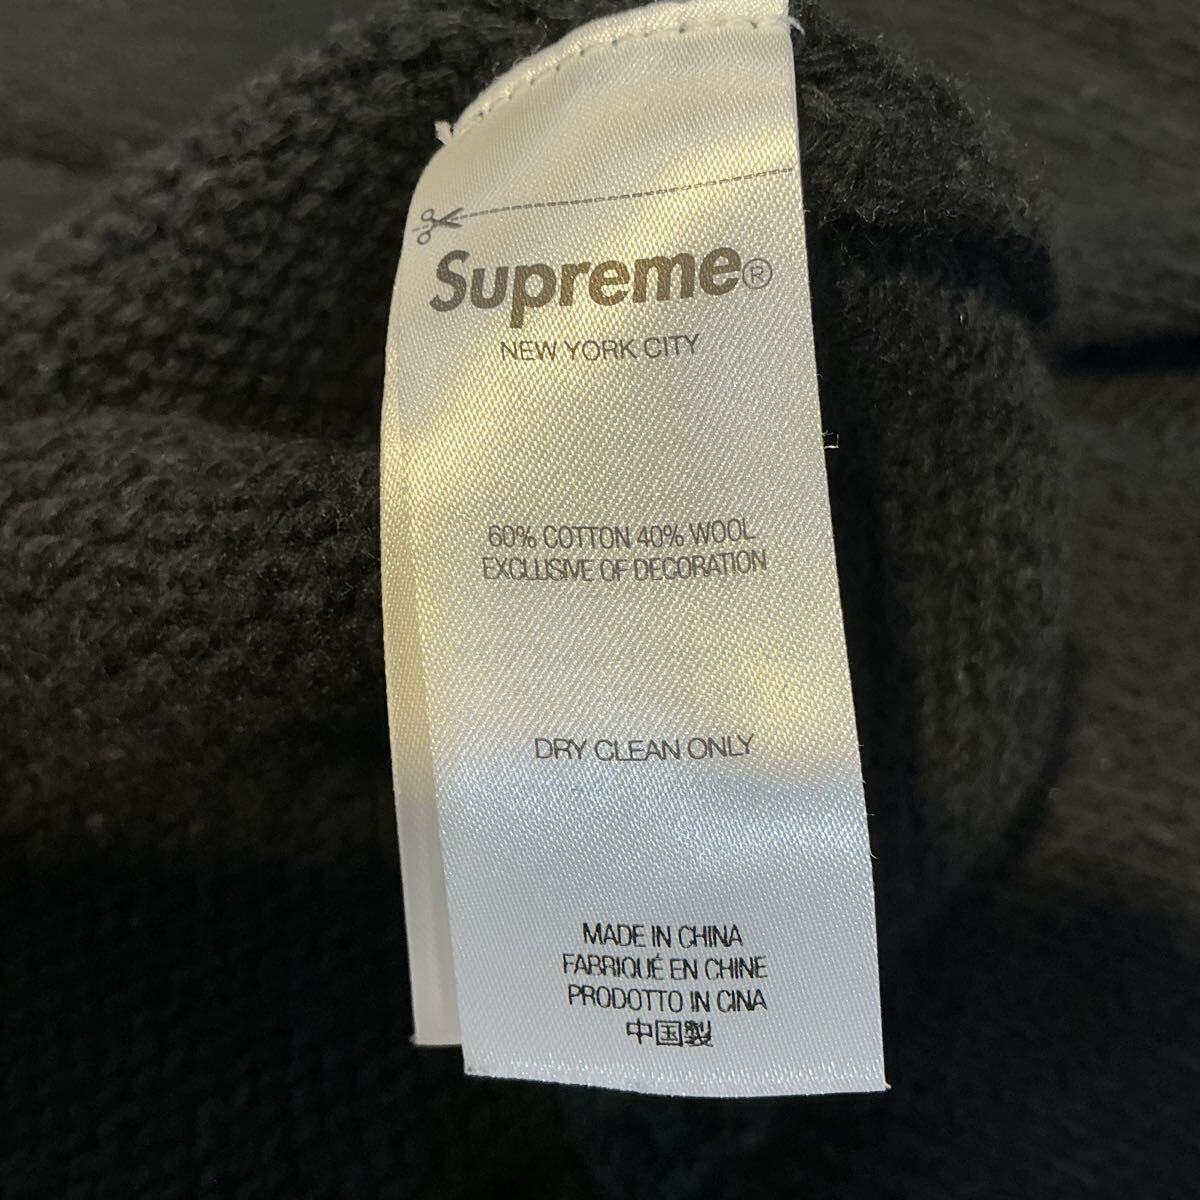 Supreme®
NEW YORK CITY
60% COTTON 40% WOOL
EXCLUSIVE OF DECORATION
DRY CLEAN ONLY
MADE IN CHINA
FABRIQUÉ EN CHINE
PRODOTTO IN CINA
中国製